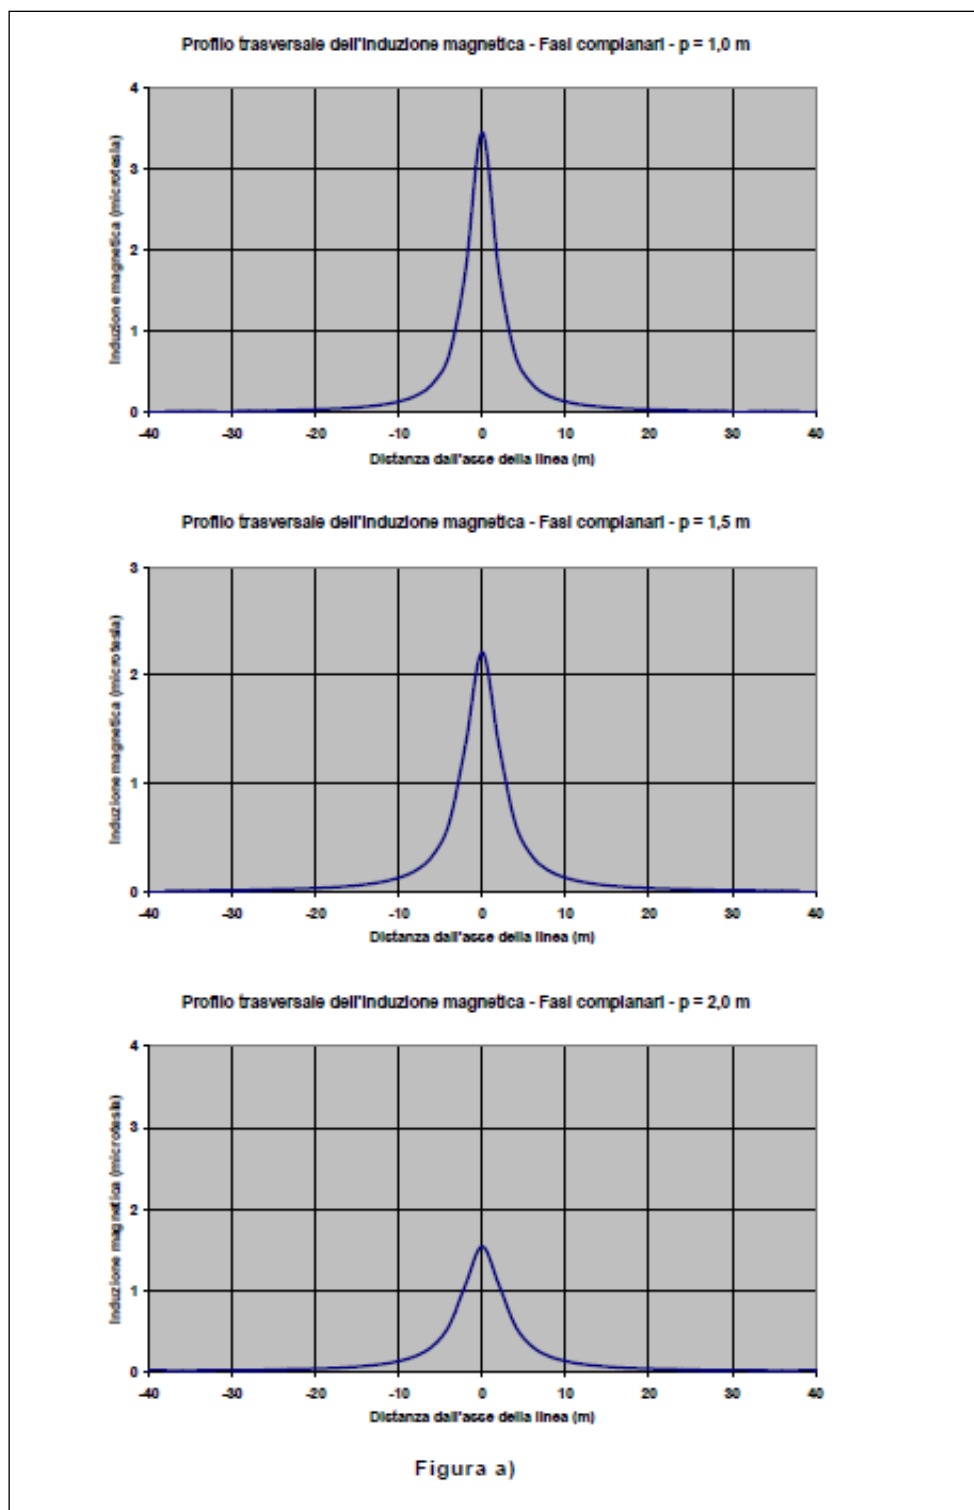 Profilo trasversale dell'induzione magnetica - Fasi complanari - p = 1,0 m
4
3
2
1
0
Induzione magnetica (microtesla)
-40 -30 -20 -10 0 10 20 30 40
Distanza dall'asse della linea (m)
Profilo trasversale dell'induzione magnetica - Fasi complanari - p = 1,5 m
3
2
1
0
Induzione magnetica (microtesla)
-40 -30 -20 -10 0 10 20 30 40
Distanza dall'asse della linea (m)
Profilo trasversale dell'induzione magnetica - Fasi complanari - p = 2,0 m
4
3
2
1
0
Induzione magnetica (microtesla)
-40 -30 -20 -10 0 10 20 30 40
Distanza dall'asse della linea (m)
Figura a)